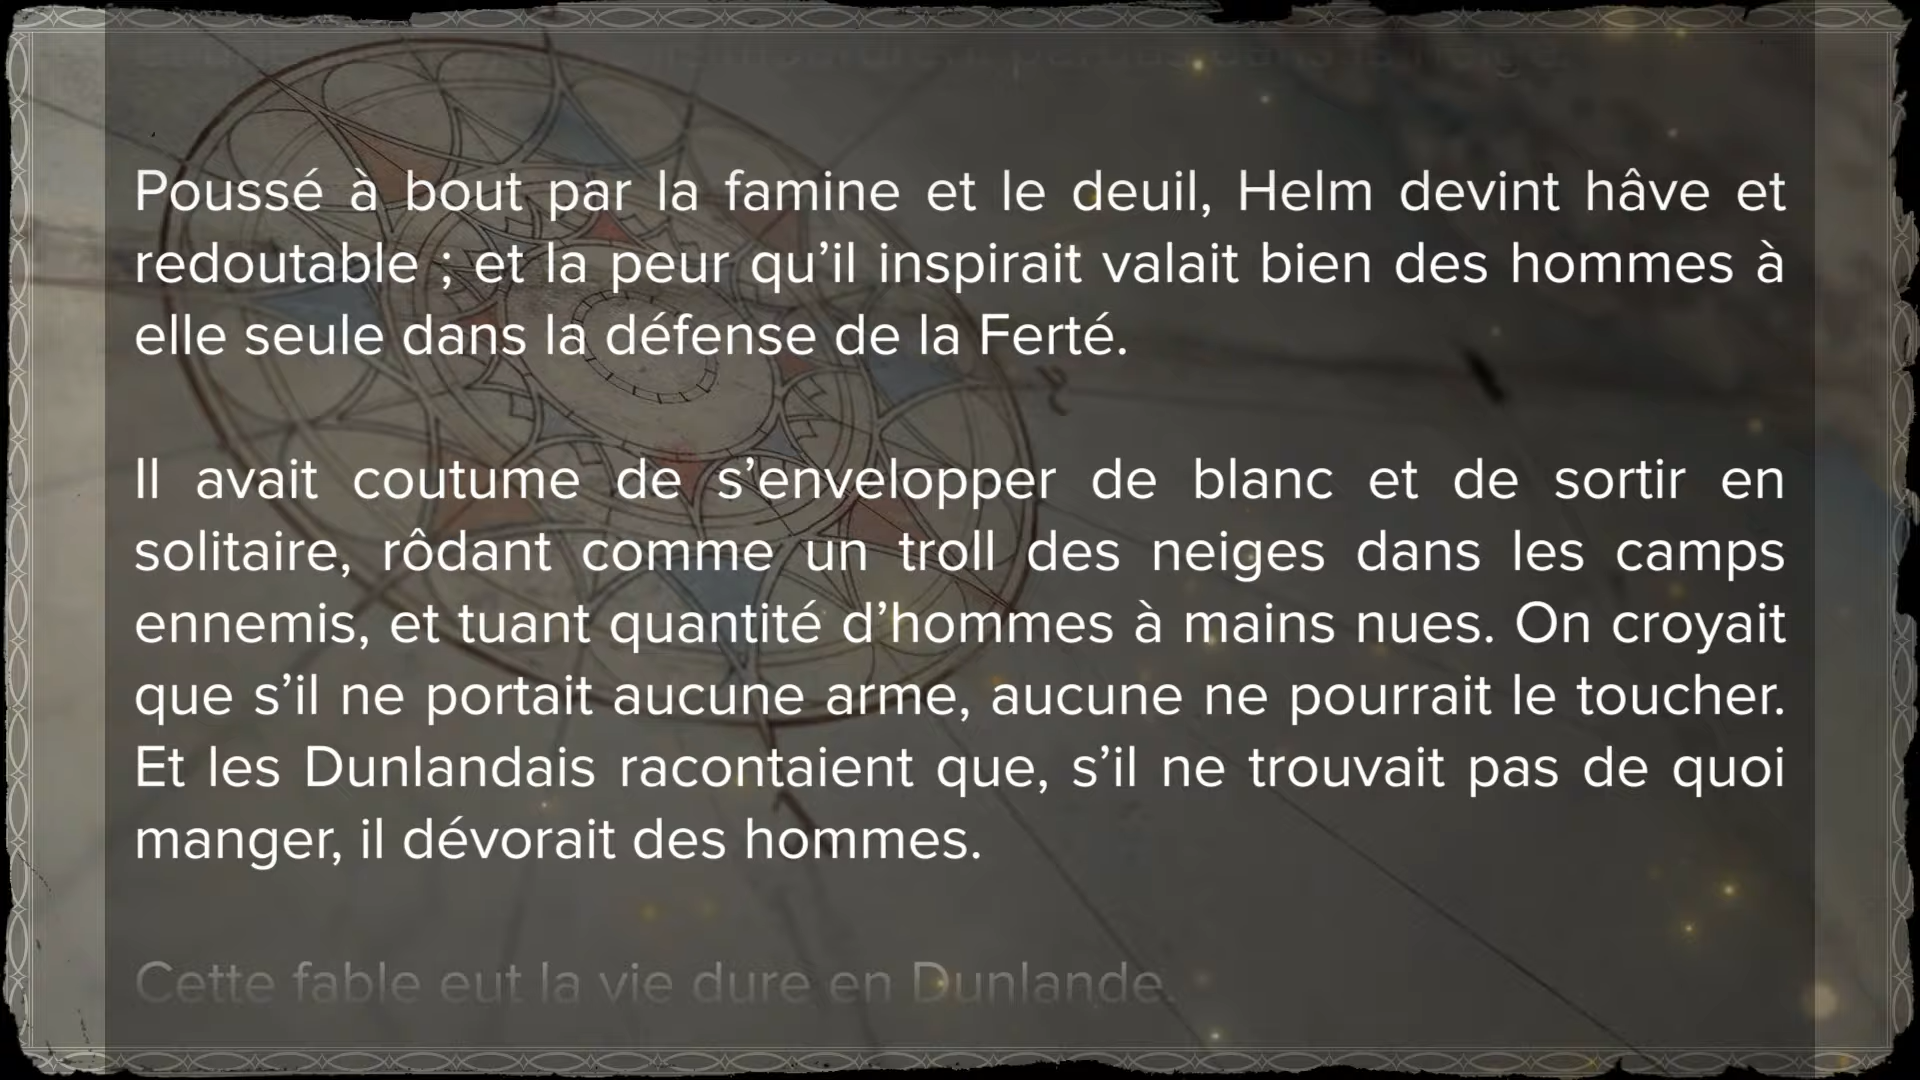 Poussé à bout par la famine et le deuil, Helm devint hâve et
redoutable ; et la peur qu’il inspirait valait bien des hommes à
elle seule dans la défense de la Ferté.
Il avait coutume de s’envelopper de blanc et de sortir en
solitaire, rôdant comme un troll des neiges dans les camps
ennemis, et tuant quantité d’hommes à mains nues. On croyait
que s’il ne portait aucune arme, aucune ne pourrait le toucher.
Et les Dunlandais racontaient que, s’il ne trouvait pas de quoi
manger, il dévorait des hommes.
Cette fable eut la vie dure en Dunlande.